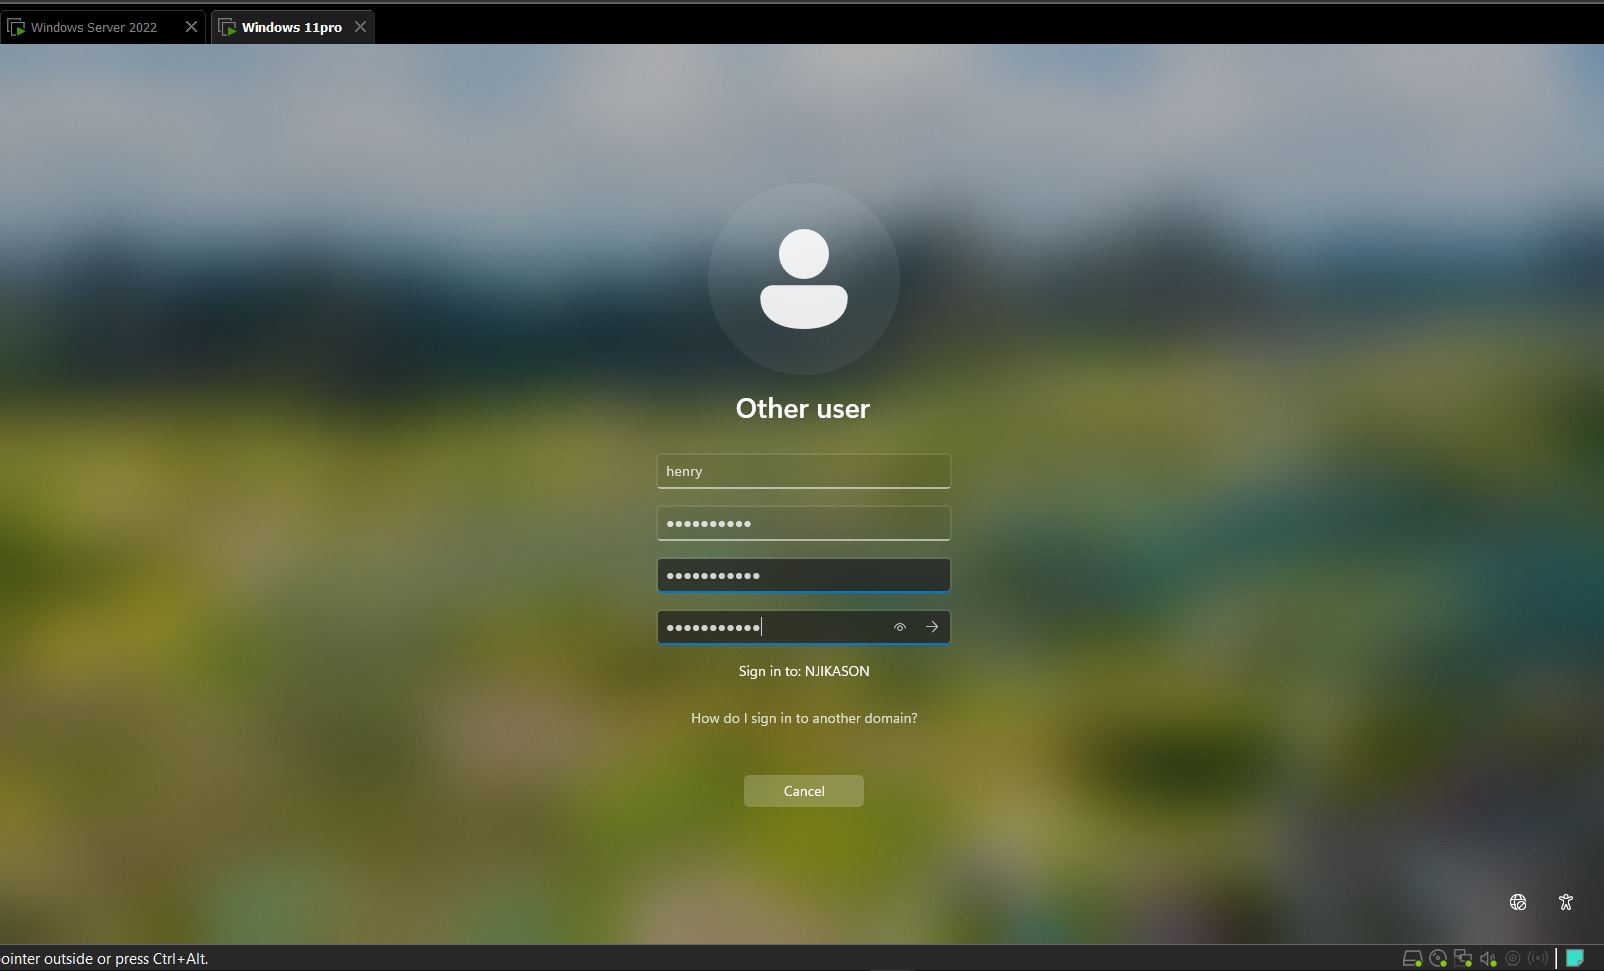 Windows Server 2022
Windows 11pro
Other user
henry
●●●●●●●●●●
●●●●●●●●●●●
●●●●●●●●●●●
Sign in to: NJIKASON
How do I sign in to another domain?
Cancel
ointer outside or press Ctrl+Alt.